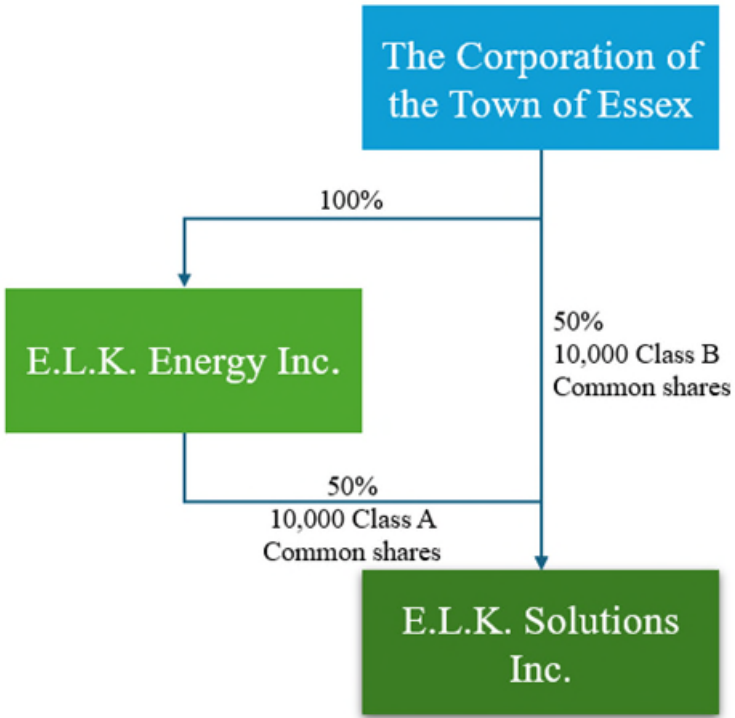 The Corporation of
the Town of Essex
100%
E.L.K. Energy Inc.
50%
10,000 Class B
Common shares
50%
10,000 Class A
Common shares
E.L.K. Solutions
Inc.